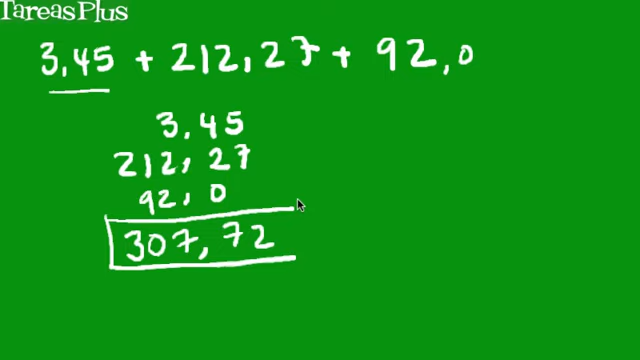 TareasPlus
3,45 + 212,27 + 92,0
3,45
212,27
92,0
307,72